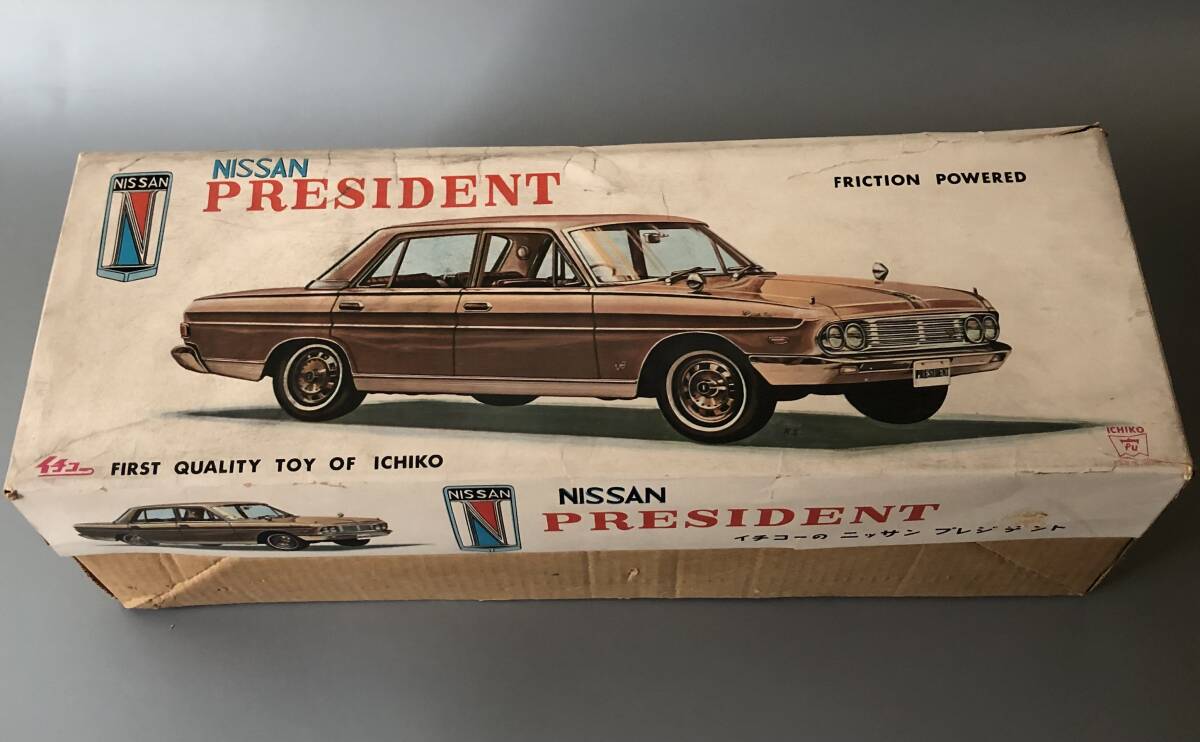 NISSAN
NISSAN
PRESIDENT
FRICTION POWERED
PRESIDENT
イチコー
FIRST QUALITY TOY OF ICHIKO
ICHIKO
NISSAN
NISSAN
PRESIDENT
イチコーの ニッサン プレジデント